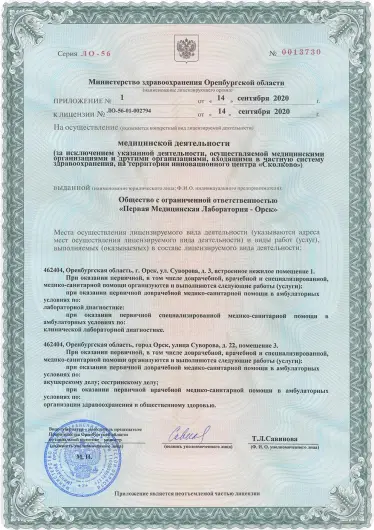 Серия ЛО-56
№ 0013730
Министерство здравоохранения Оренбургской области
(наименование лицензирующего органа)
ПРИЛОЖЕНИЕ № 1 от « 14 » сентября 2020 г.
К ЛИЦЕНЗИИ № ЛО-56-01-002794 от « 14 » сентября 2020 г.
На осуществление (указывается конкретный вид лицензируемой деятельности)
медицинской деятельности
(за исключением указанной деятельности, осуществляемой медицинскими
организациями и другими организациями, входящими в частную систему
здравоохранения, на территории инновационного центра «Сколково»)
выданной (наименование юридического лица
Общество с ограниченной ответственностью
«Первая Медицинская Лаборатория - Орск»
Места осуществления лицензируемого вида деятельности (указываются адреса
мест осуществления лицензируемого вида деятельности) и виды работ (услуг),
выполняемых (оказываемых) в составе лицензируемого вида деятельности
462404, Оренбургская область, г. Орск, ул. Суворова, д. 3, встроенное нежилое помещение 1.
При оказании первичной, в том числе доврачебной, врачебной и специализированной,
медико-санитарной помощи организуются и выполняются следующие работы (услуги):
при оказании первичной доврачебной медико-санитарной помощи в амбулаторных
условиях по:
лабораторной диагностике;
при оказании первичной специализированной медико-санитарной помощи в
амбулаторных условиях по:
клинической лабораторной диагностике.
462404, Оренбургская область, город Орск, улица Суворова, д. 22, помещение 3.
При оказании первичной, в том числе доврачебной, врачебной и специализированной,
медико-санитарной помощи организуются и выполняются следующие работы (услуги):
при оказании первичной доврачебной медико-санитарной помощи в амбулаторных
условиях по:
акушерскому делу; сестринскому делу;
при оказании первичной врачебной медико-санитарной помощи в амбулаторных
условиях по:
организации здравоохранения и общественному здоровью.
(подпись уполномоченного лица)
Т.Л.Савинова
(Ф.И.О. уполномоченного лица)
М.П.
Приложение является неотъемлемой частью лицензии